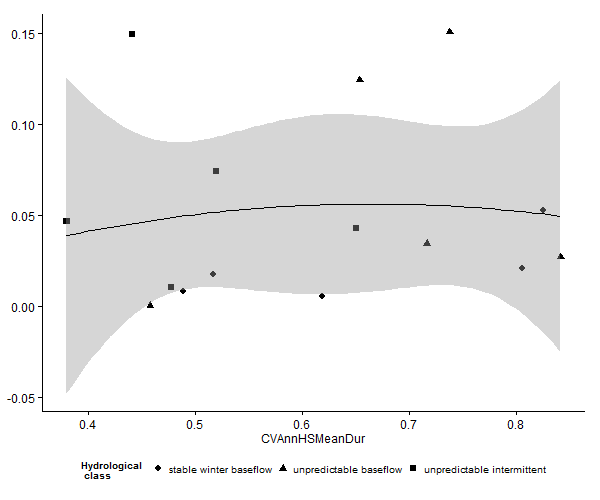 0.15
0.10
0.05
0.00
-0.05
0.4 0.5 0.6 0.7 0.8
CVAnnHSMeanDur
Hydrological
class
stable winter baseflow unpredictable baseflow unpredictable intermittent